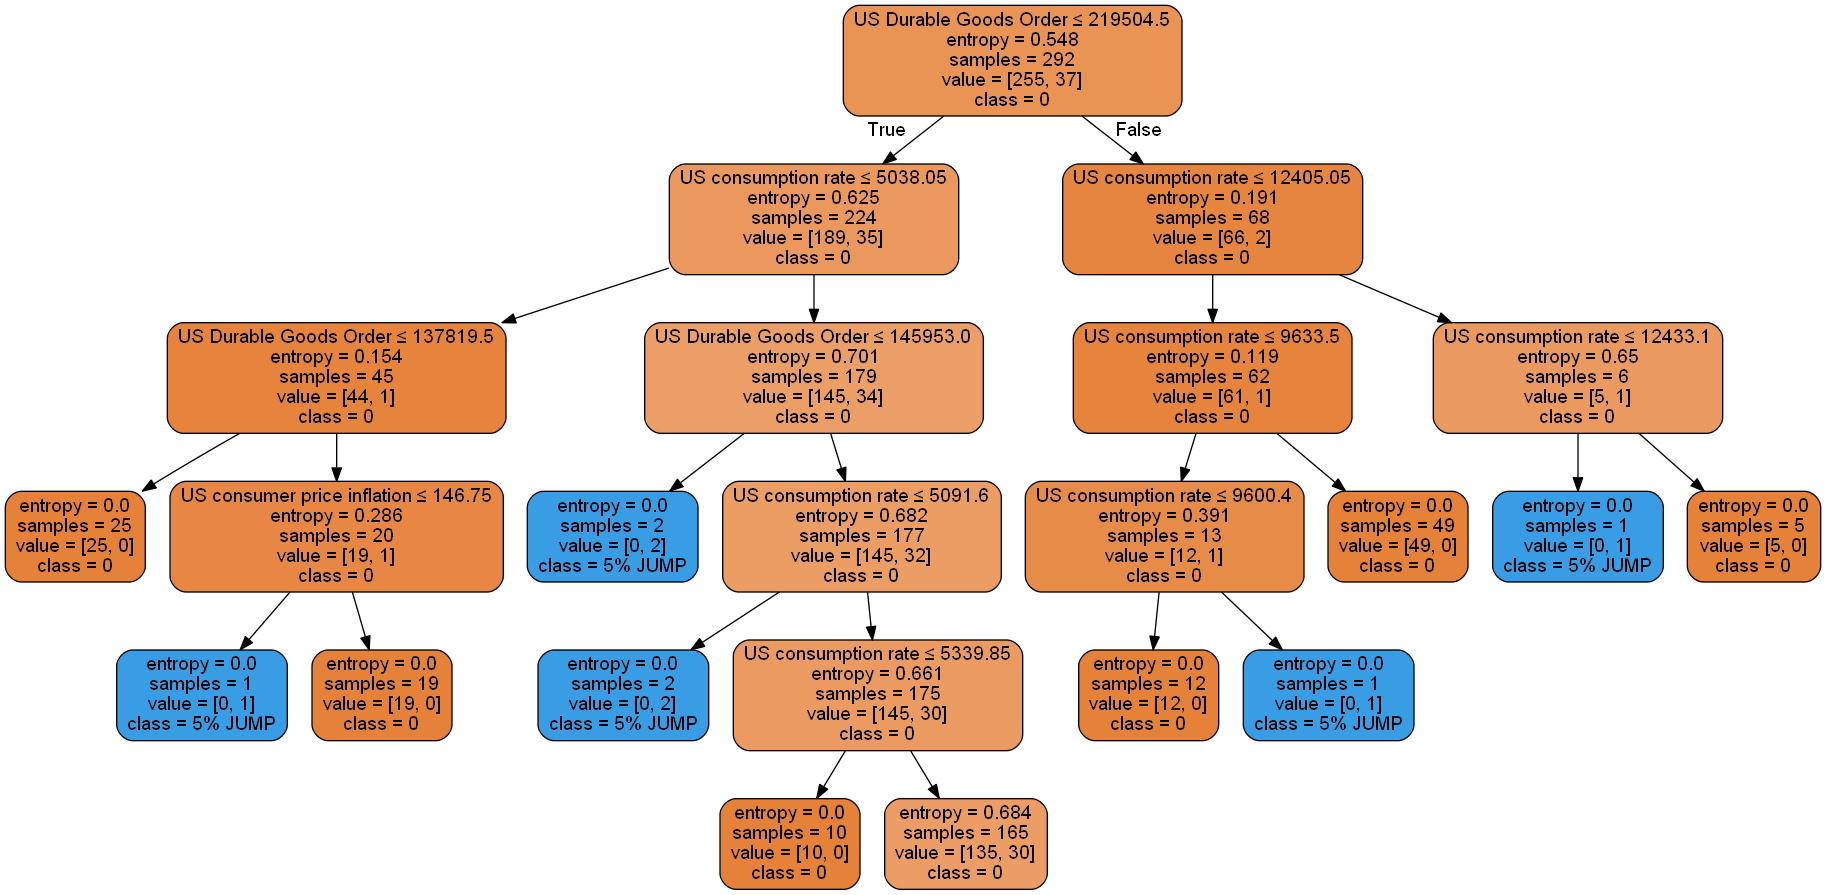 US Durable Goods Order ≤ 219504.5
entropy = 0.548
samples = 292
value = [255, 37]
class = 0
True
False
US consumption rate ≤ 5038.05
entropy = 0.625
samples = 224
value = [189, 35]
class = 0
US consumption rate ≤ 12405.05
entropy = 0.191
samples = 68
value = [66, 2]
class = 0
US Durable Goods Order ≤ 137819.5
entropy = 0.154
samples = 45
value = [44, 1]
class = 0
US Durable Goods Order ≤ 145953.0
entropy = 0.701
samples = 179
value = [145, 34]
class = 0
US consumption rate ≤ 9633.5
entropy = 0.119
samples = 62
value = [61, 1]
class = 0
US consumption rate ≤ 12433.1
entropy = 0.65
samples = 6
value = [5, 1]
class = 0
entropy = 0.0
samples = 25
value = [25, 0]
class = 0
US consumer price inflation ≤ 146.75
entropy = 0.286
samples = 20
value = [19, 1]
class = 0
entropy = 0.0
samples = 2
value = [0, 2]
class = 5% JUMP
US consumption rate ≤ 5091.6
entropy = 0.682
samples = 177
value = [145, 32]
class = 0
US consumption rate ≤ 9600.4
entropy = 0.391
samples = 13
value = [12, 1]
class = 0
entropy = 0.0
samples = 49
value = [49, 0]
class = 0
entropy = 0.0
samples = 1
value = [0, 1]
class = 5% JUMP
entropy = 0.0
samples = 5
value = [5, 0]
class = 0
entropy = 0.0
samples = 1
value = [0, 1]
class = 5% JUMP
entropy = 0.0
samples = 19
value = [19, 0]
class = 0
entropy = 0.0
samples = 2
value = [0, 2]
class = 5% JUMP
US consumption rate ≤ 5339.85
entropy = 0.661
samples = 175
value = [145, 30]
class = 0
entropy = 0.0
samples = 12
value = [12, 0]
class = 0
entropy = 0.0
samples = 1
value = [0, 1]
class = 5% JUMP
entropy = 0.0
samples = 10
value = [10, 0]
class = 0
entropy = 0.684
samples = 165
value = [135, 30]
class = 0